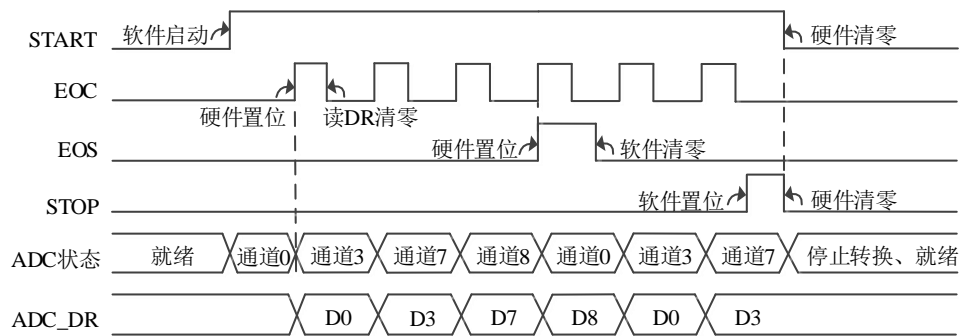 START 软件启动 硬件清零
EOC
硬件置位 读DR清零
EOS 硬件置位 软件清零
STOP 软件置位 硬件清零
ADC状态 就绪 通道0 通道3 通道7 通道8 通道0 通道3 通道7 停止转换、就绪
ADC_DR D0 D3 D7 D8 D0 D3